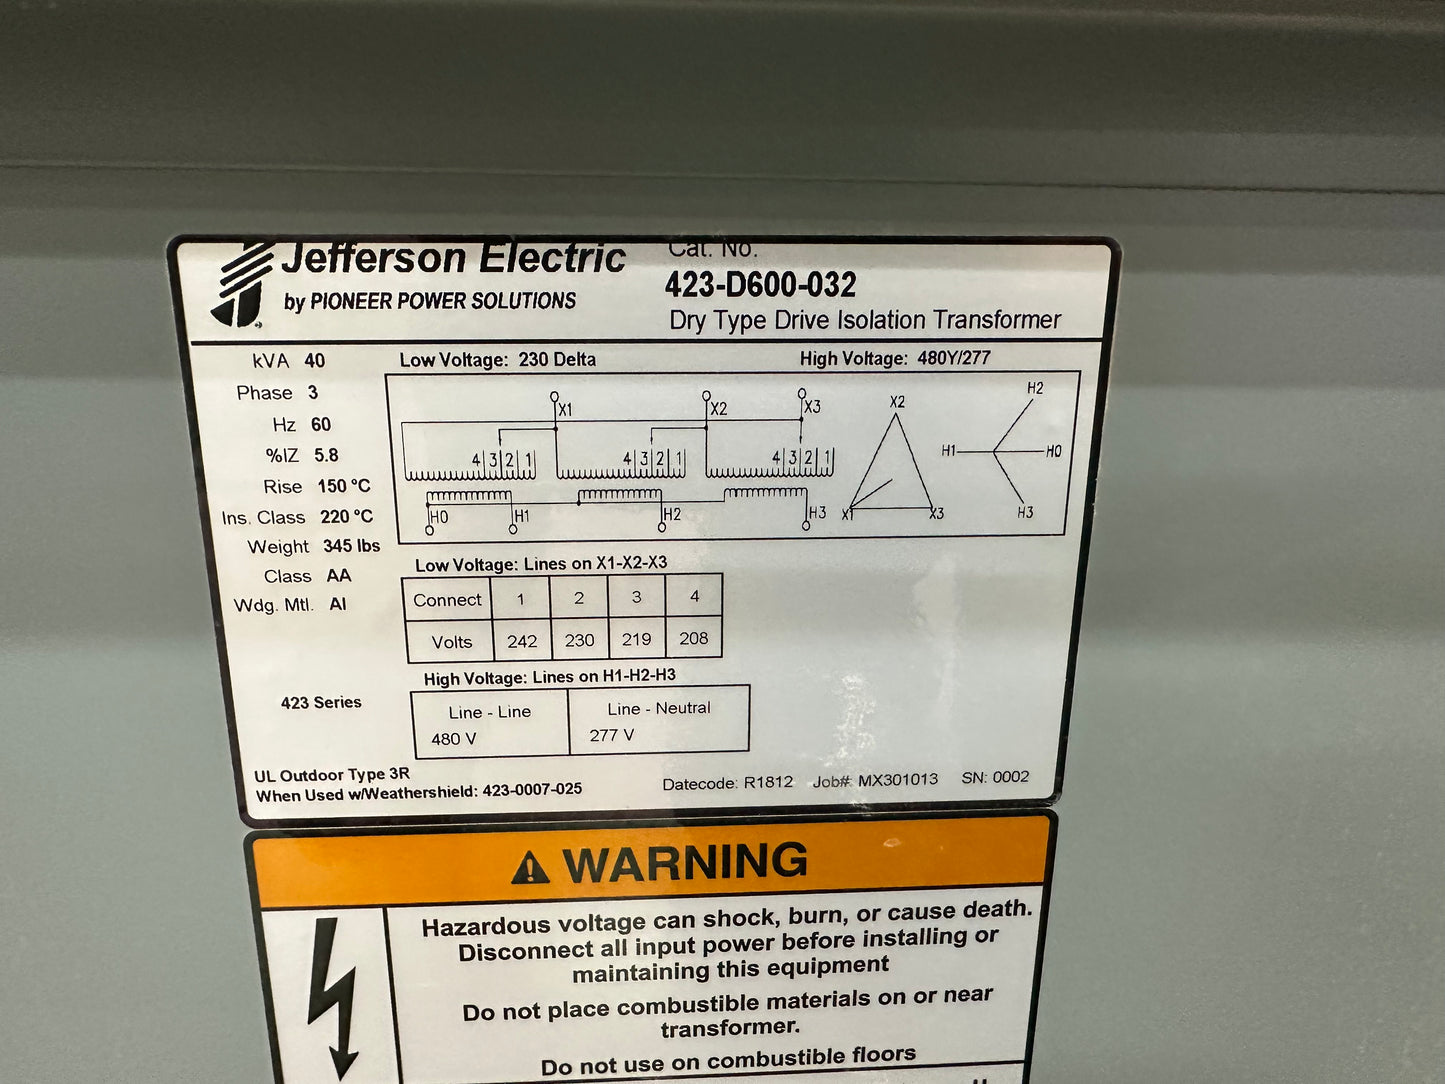 Jefferson Electric
by PIONEER POWER SOLUTIONS
Cat. No.
423-D600-032
Dry Type Drive Isolation Transformer
kVA 40
Phase 3
Hz 60
%IZ 5.8
Rise 150 °C
Ins. Class 220 °C
Weight 345 lbs
Class AA
Wdg. Mtl. Al
423 Series
Low Voltage: 230 Delta
High Voltage: 480Y/277
X1 X2 X3
4 3 2 1 4 3 2 1 4 3 2 1
H0 H1 H2 H3
X2
X1 X3
H2
H1 H0
H3
Low Voltage: Lines on X1-X2-X3
Connect 1 2 3 4
Volts 242 230 219 208
High Voltage: Lines on H1-H2-H3
Line - Line Line - Neutral
480 V 277 V
UL Outdoor Type 3R
When Used w/Weathershield: 423-0007-025
Datecode: R1812 Job#: MX301013 SN: 0002
WARNING
Hazardous voltage can shock, burn, or cause death.
Disconnect all input power before installing or
maintaining this equipment
Do not place combustible materials on or near
transformer.
Do not use on combustible floors